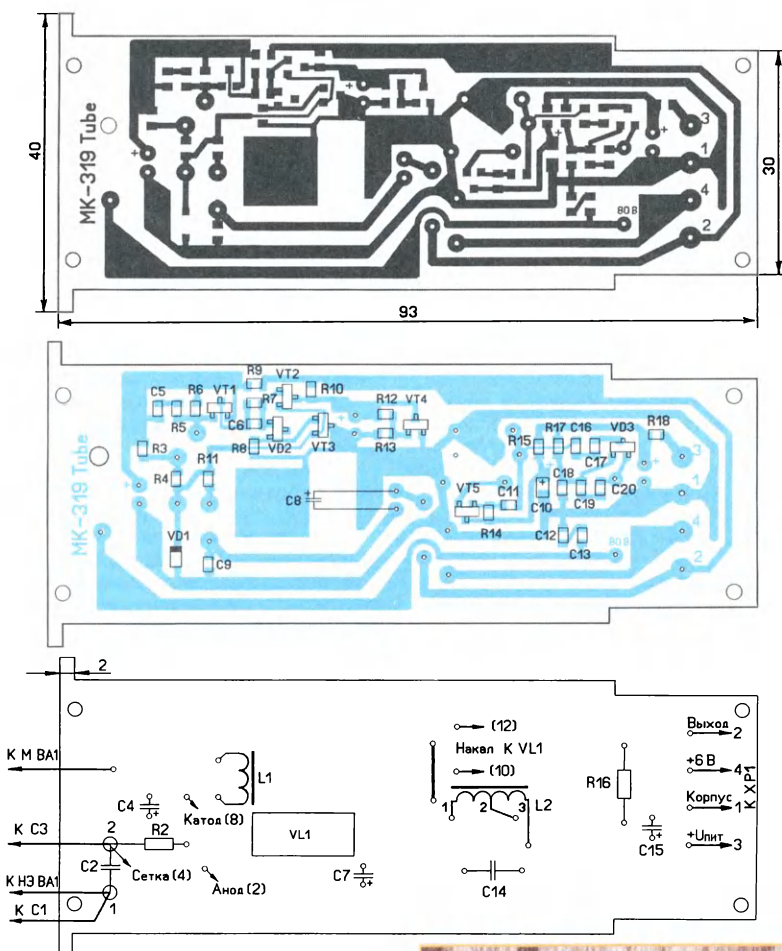 40
MK-319 Tube
+
+
+
+
3
1
4
2
80 В
30
93
R9
VT2
C5
R6
VT1
R10
R7
R12
VT4
R5
C6
R8
VD2
VT3
+
R13
R3
R11
R4
MK-319 Tube
+
VD1
C9
C8
+
R15
R17
C16
VD3
R18
C17
+
3
VT5
C11
C18
C10
C19
C20
1
R14
C12
C13
80 В
4
2
2
К М ВА1
К С3
К НЭ ВА1
К С1
C4
+
2
R2
C2
1
Сетка (4)
Катод (8)
L1
VL1
Анод (2)
C7
+
(12)
Накал К VL1
(10)
1
2
3
L2
C14
R16
C15
+
Выход
2
+6 В
4
Корпус
1
+Uпит
3
К ХР1